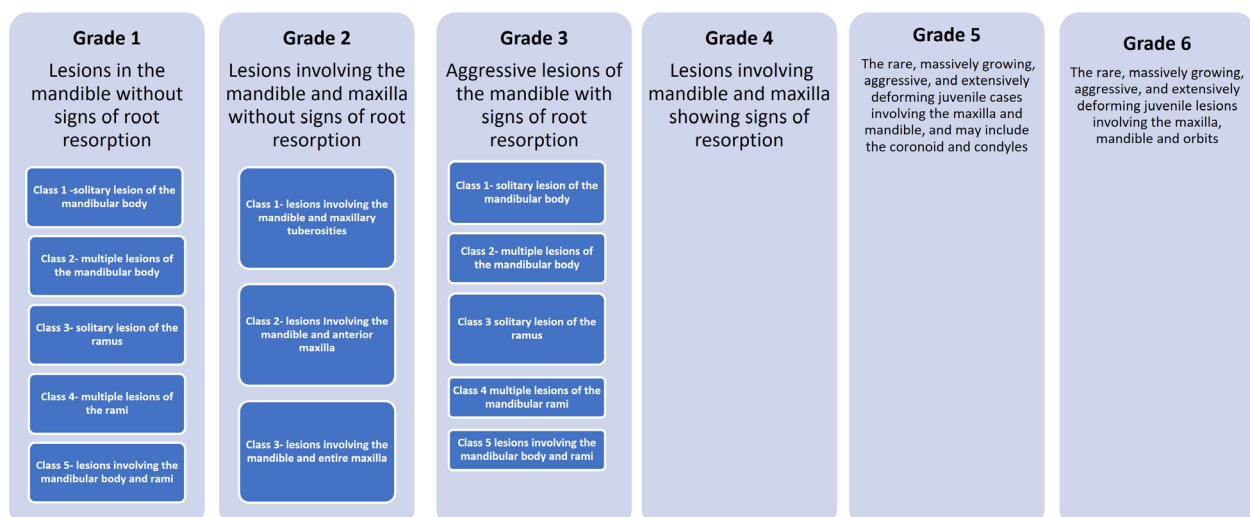 Grade 1
Lesions in the
mandible without
signs of root
resorption
Class 1 -solitary lesion of the
mandibular body
Class 2- multiple lesions of
the mandibular body
Class 3- solitary lesion of the
ramus
Class 4- multiple lesions of
the rami
Class 5- lesions involving the
mandibular body and rami
Grade 2
Lesions involving the
mandible and maxilla
without signs of root
resorption
Class 1- lesions involving the
mandible and maxillary
tuberosities
Class 2- lesions Involving the
mandible and anterior
maxilla
Class 3- lesions involving the
mandible and entire maxilla
Grade 3
Aggressive lesions of
the mandible with
signs of root
resorption
Class 1- solitary lesion of the
mandibular body
Class 2- multiple lesions of
the mandibular body
Class 3 solitary lesion of the
ramus
Class 4 multiple lesions of the
mandibular rami
Class 5 lesions involving the
mandibular body and rami
Grade 4
Lesions involving
mandible and maxilla
showing signs of
resorption
Grade 5
The rare, massively growing,
aggressive, and extensively
deforming juvenile cases
involving the maxilla and
mandible, and may include
the coronoid and condyles
Grade 6
The rare, massively growing,
aggressive, and extensively
deforming juvenile lesions
involving the maxilla,
mandible and orbits